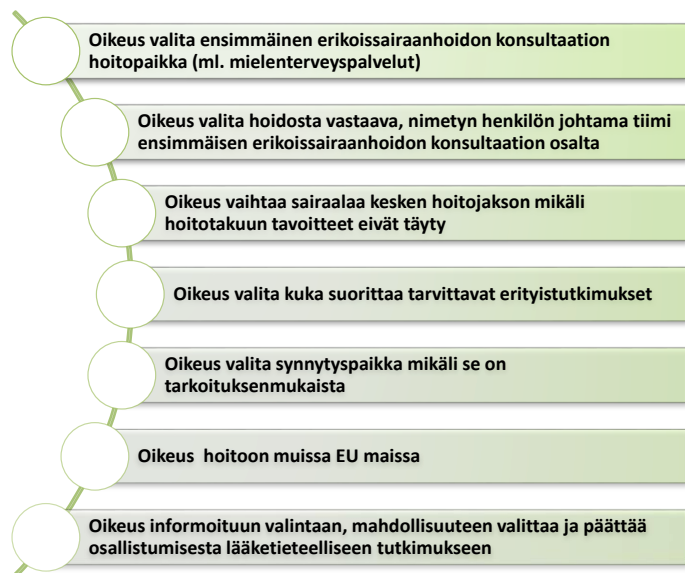 Oikeus valita ensimmäinen erikoissairaanhoidon konsultaation
hoitopaikka (ml. mielenterveyspalvelut)
Oikeus valita hoidosta vastaava, nimetyn henkilön johtama tiimi
ensimmäisen erikoissairaanhoidon konsultaation osalta
Oikeus vaihtaa sairaalaa kesken hoitojakson mikäli
hoitotakuun tavoitteet eivät täyty
Oikeus valita kuka suorittaa tarvittavat erityistutkimukset
Oikeus valita synnytyspaikka mikäli se on
tarkoituksenmukaista
Oikeus hoitoon muissa EU maissa
Oikeus informoituun valintaan, mahdollisuuteen valittaa ja päättää
osallistumisesta lääketieteelliseen tutkimukseen